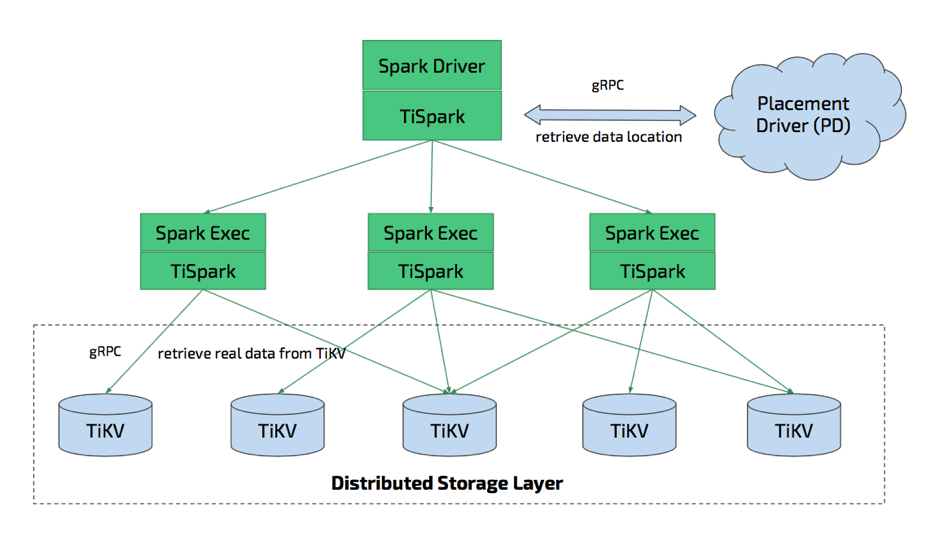 Spark Driver
TiSpark
gRPC
retrieve data location
Placement
Driver (PD)
Spark Exec
TiSpark
Spark Exec
TiSpark
Spark Exec
TiSpark
gRPC
retrieve real data from TiKV
TiKV
TiKV
TiKV
TiKV
TiKV
Distributed Storage Layer